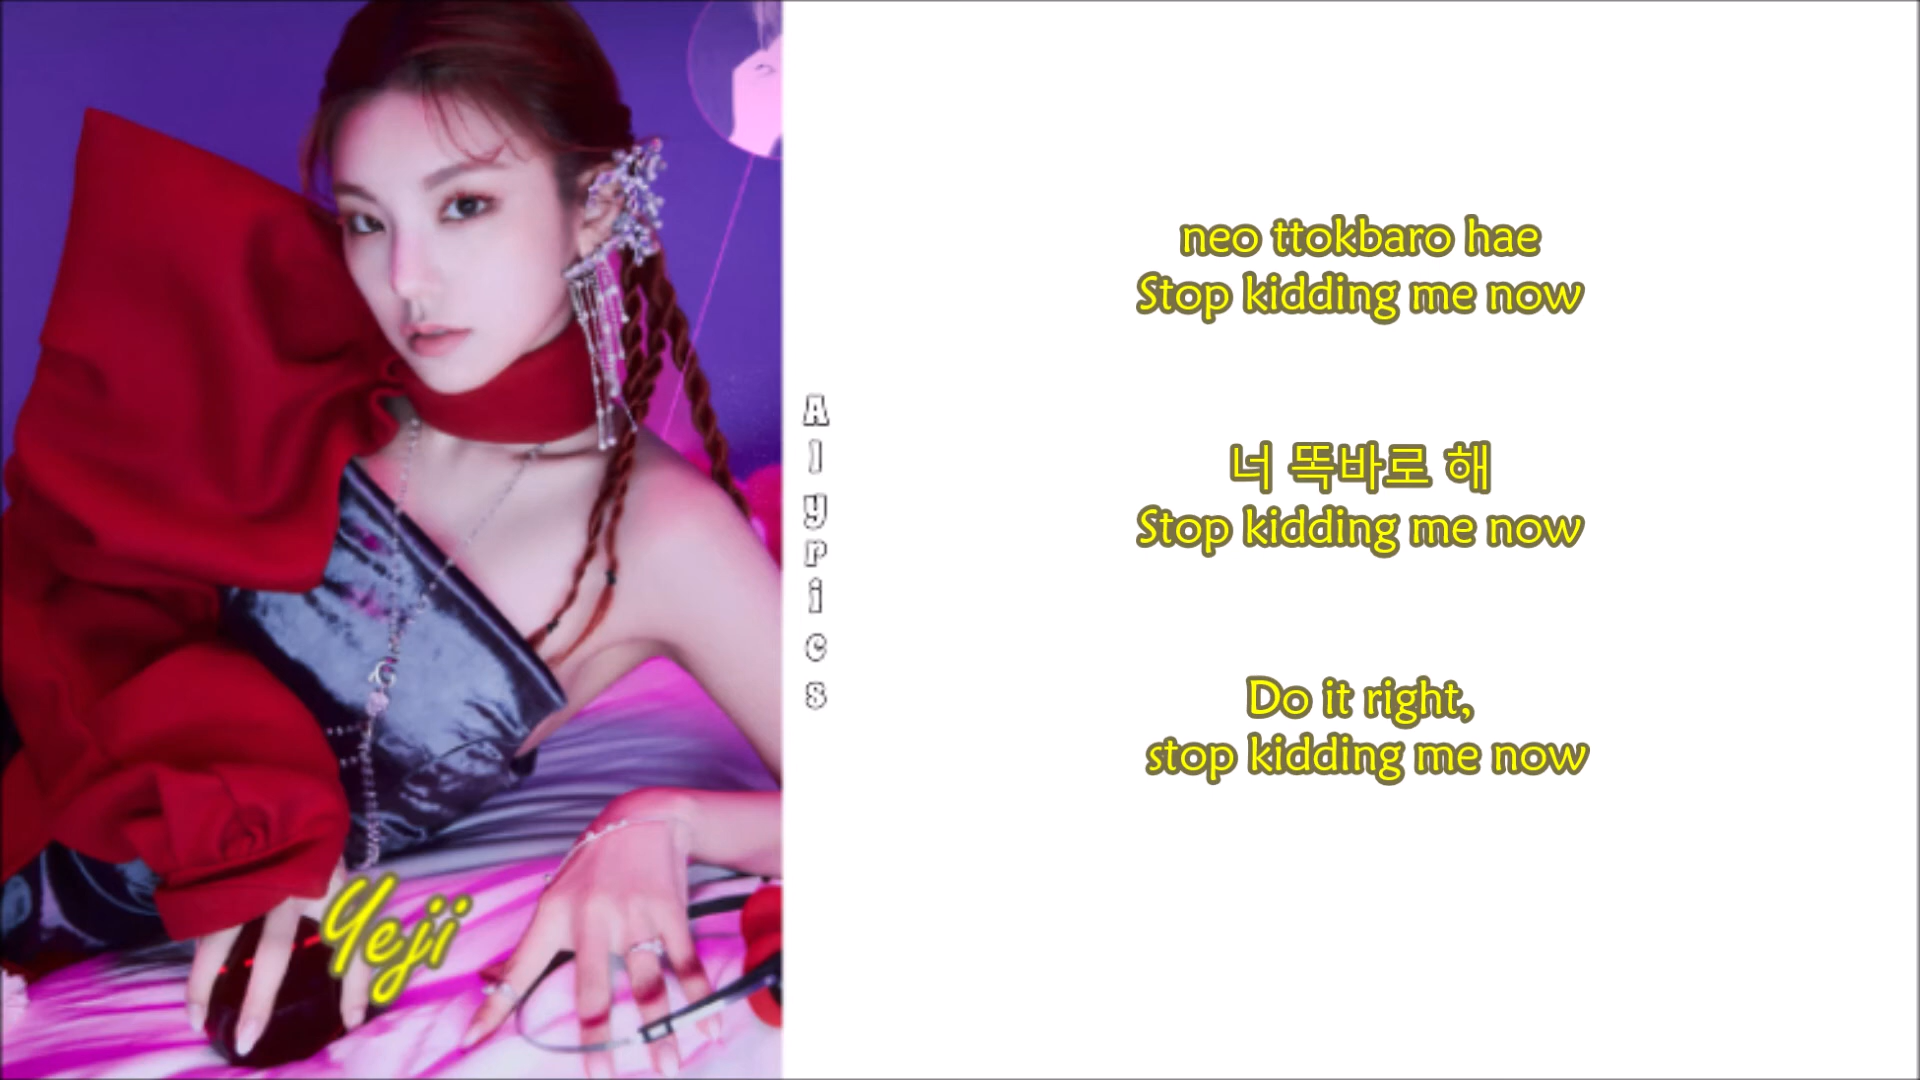 Yeji
Alyrics
neo ttokbaro hae
Stop kidding me now
너 똑바로 해
Stop kidding me now
Do it right,
stop kidding me now